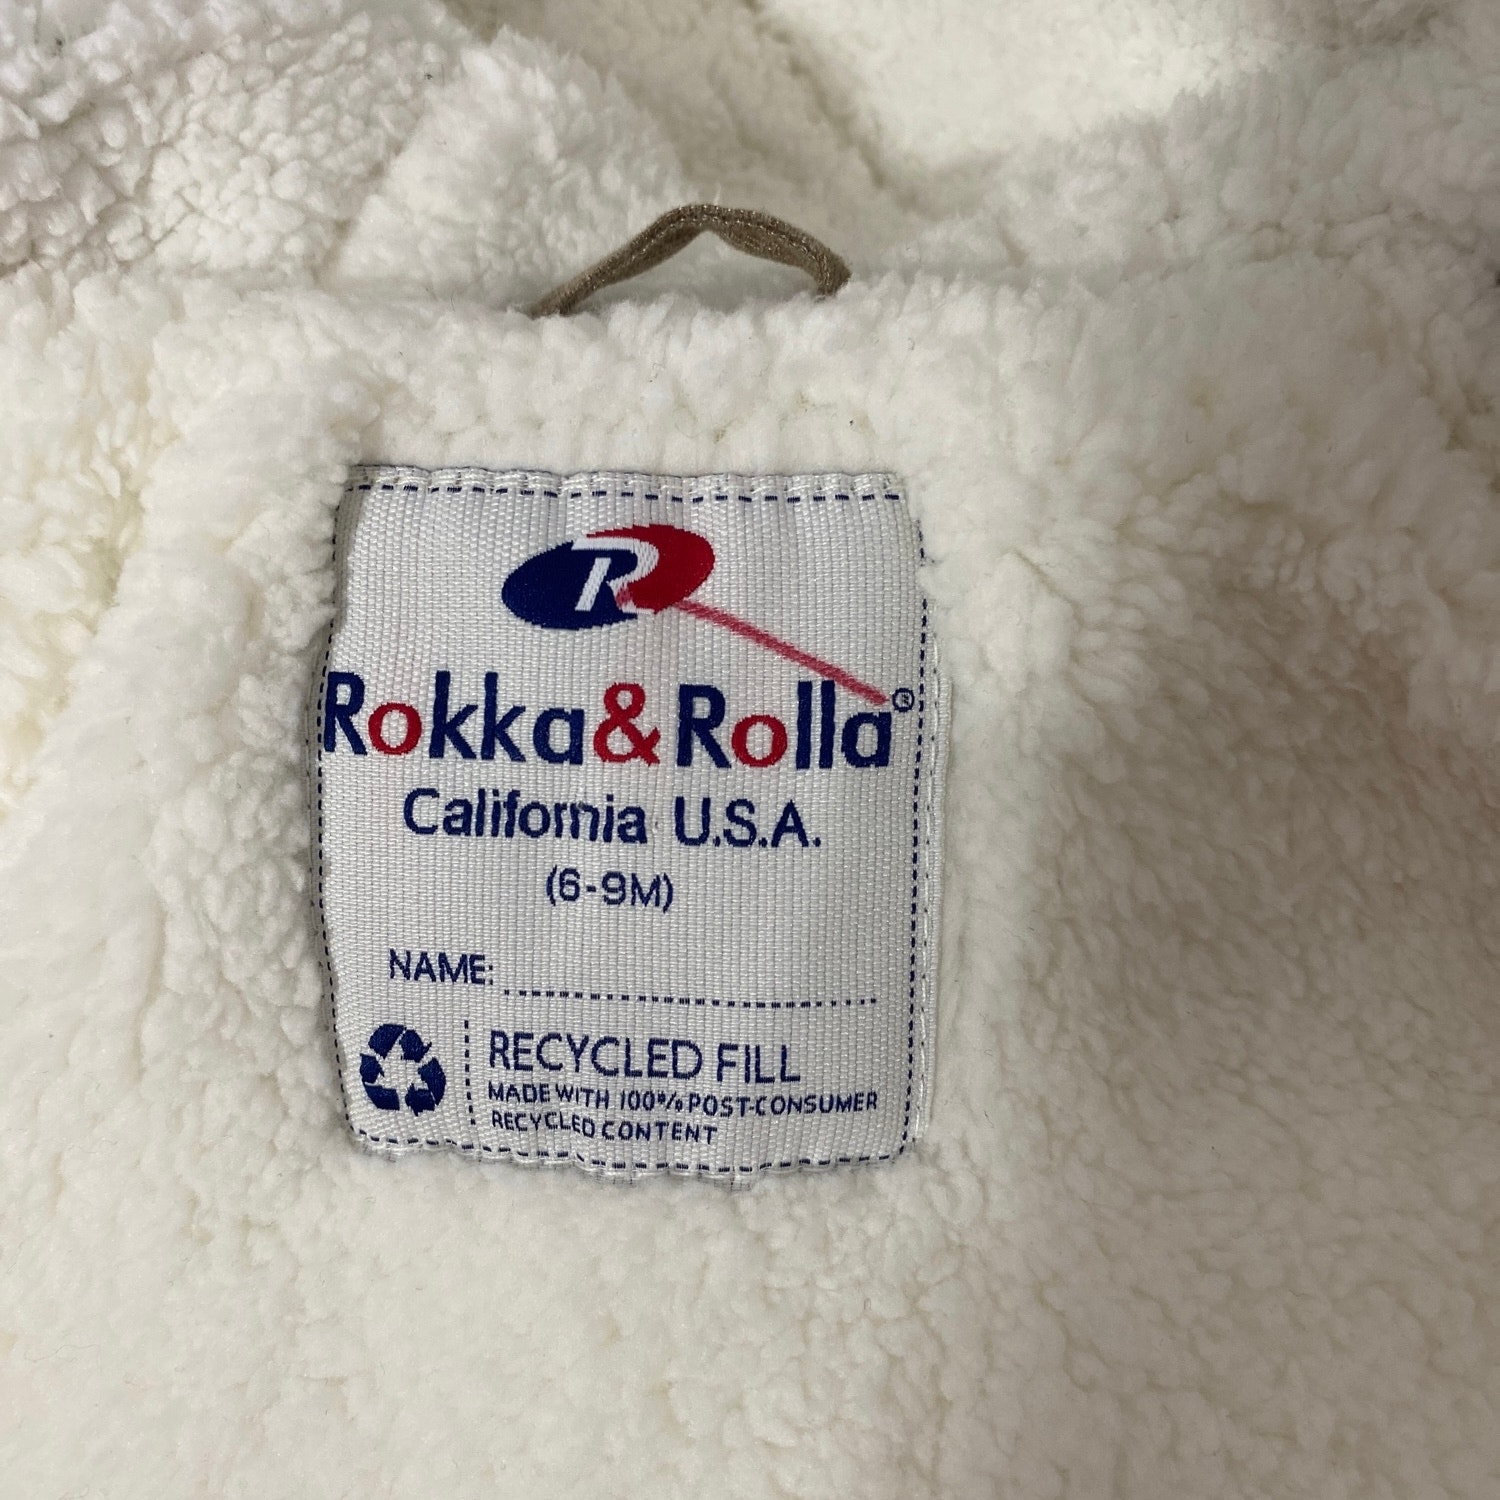 R
Rokka&Rolla®
California U.S.A.
(6-9M)
NAME:
RECYCLED FILL
MADE WITH 100% POST-CONSUMER
RECYCLED CONTENT